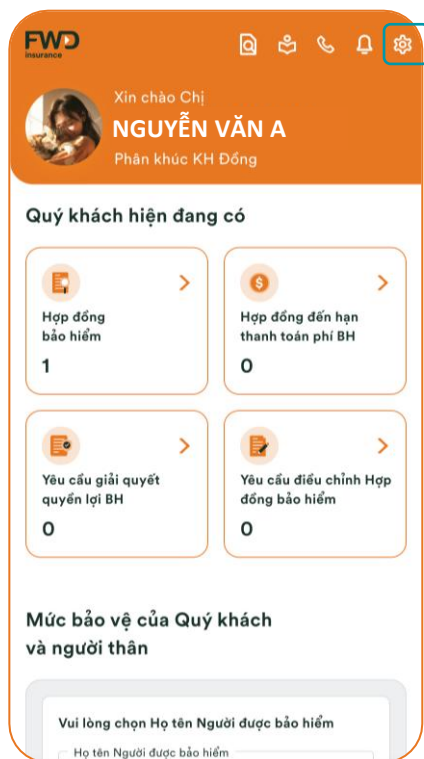 FWD
insurance
Xin chào Chị
NGUYỄN VĂN A
Phân khúc KH Đồng
Quý khách hiện đang có
Hợp đồng
bảo hiểm
1
Hợp đồng đến hạn
thanh toán phí BH
0
Yêu cầu giải quyết
quyền lợi BH
0
Yêu cầu điều chỉnh Hợp
đồng bảo hiểm
0
Mức bảo vệ của Quý khách
và người thân
Vui lòng chọn Họ tên Người được bảo hiểm
Họ tên Người được bảo hiểm